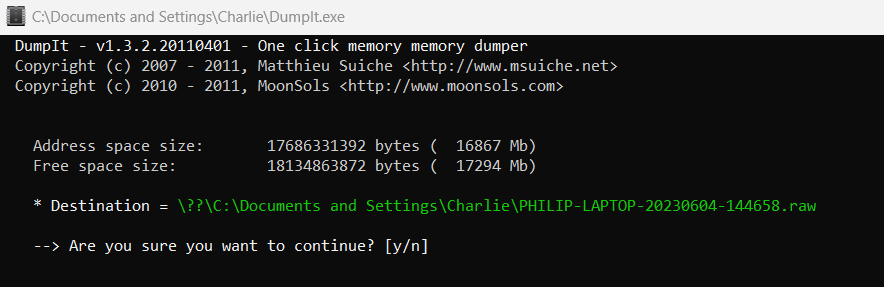 C:\Documents and Settings\Charlie\DumpIt.exe
DumpIt - v1.3.2.20110401 - One click memory memory dumper
Copyright (c) 2007 - 2011, Matthieu Suiche <http://www.msuiche.net>
Copyright (c) 2010 - 2011, MoonSols <http://www.moonsols.com>
Address space size: 17686331392 bytes ( 16867 Mb)
Free space size: 18134863872 bytes ( 17294 Mb)
* Destination = \??\C:\Documents and Settings\Charlie\PHILIP-LAPTOP-20230604-144658.raw
--> Are you sure you want to continue? [y/n]